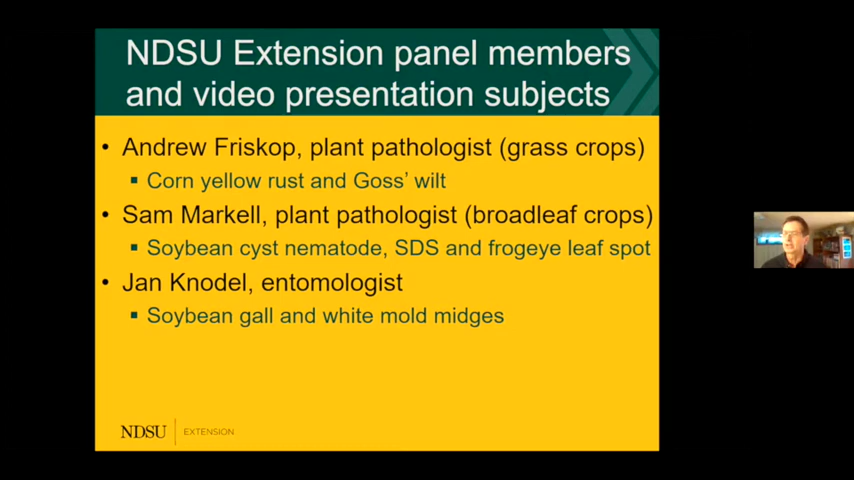 NDSU Extension panel members
and video presentation subjects
• Andrew Friskop, plant pathologist (grass crops)
▪ Corn yellow rust and Goss’ wilt
• Sam Markell, plant pathologist (broadleaf crops)
▪ Soybean cyst nematode, SDS and frogeye leaf spot
• Jan Knodel, entomologist
▪ Soybean gall and white mold midges
NDSU EXTENSION